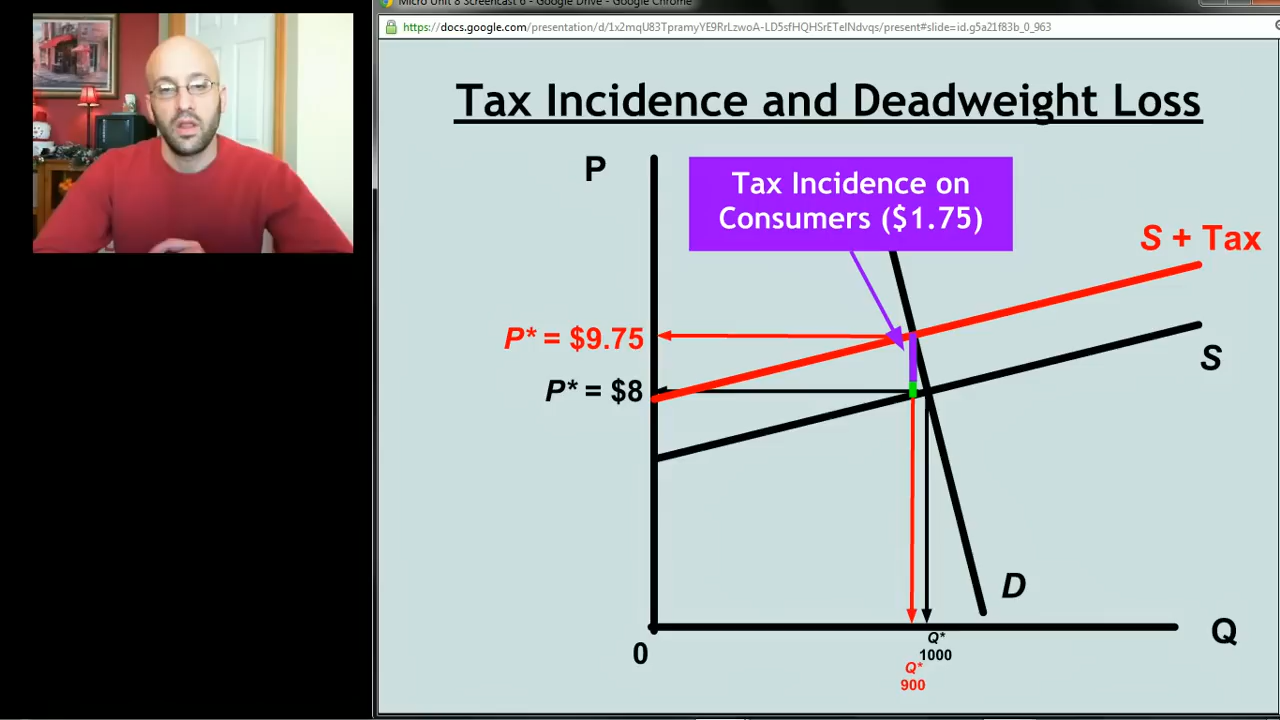 Micro Unit 8 Screencast 6 - Google Drive - Google Chrome
https://docs.google.com/presentation/d/1x2mqU83TpramyYE9RrLzwoA-LD5sfHQHSrETelNdvqs/present#slide=id.g5a21f83b_0_963
Tax Incidence and Deadweight Loss
P
Tax Incidence on
Consumers ($1.75)
S + Tax
P* = $9.75
S
P* = $8
D
Q
0
Q*
1000
Q*
900